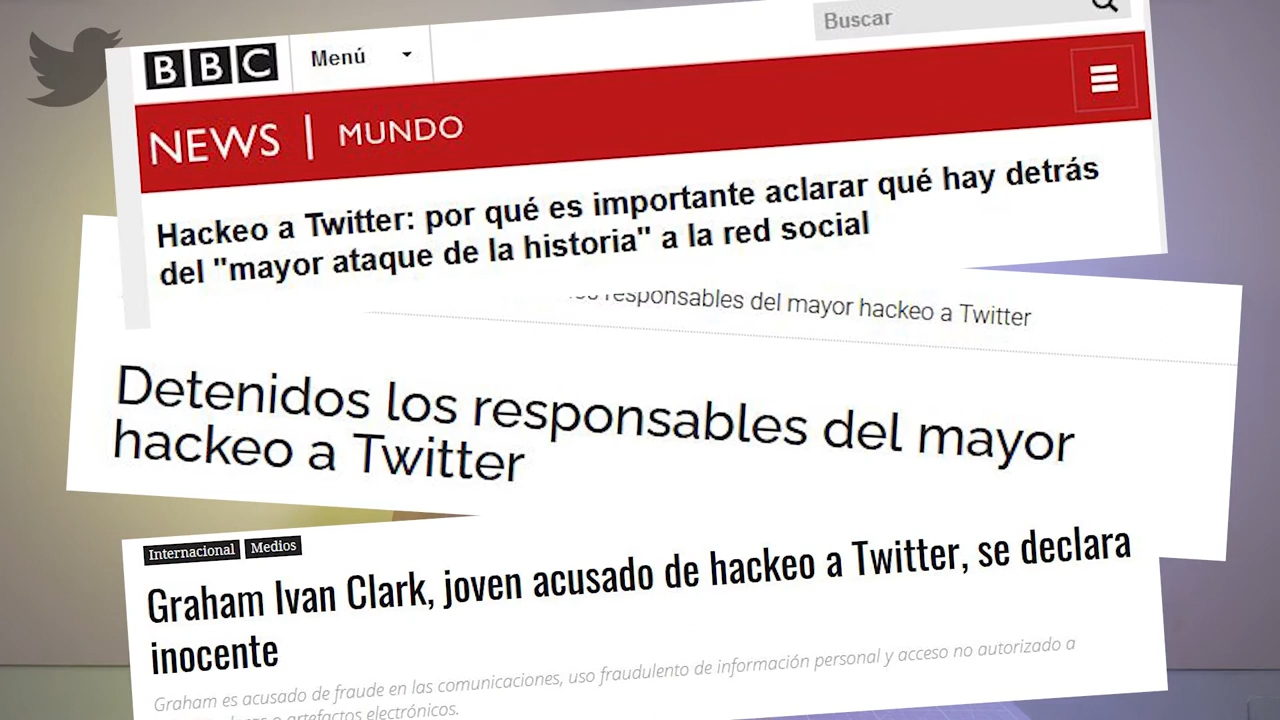 BBC
Menú
Buscar
NEWS | MUNDO
Hackeo a Twitter: por qué es importante aclarar qué hay detrás
del "mayor ataque de la historia" a la red social
responsables del mayor hackeo a Twitter
Detenidos los responsables del mayor
hackeo a Twitter
Internacional Medios
Graham Ivan Clark, joven acusado de hackeo a Twitter, se declara
inocente
Graham es acusado de fraude en las comunicaciones, uso fraudulento de información personal y acceso no autorizado a
o artefactos electrónicos.